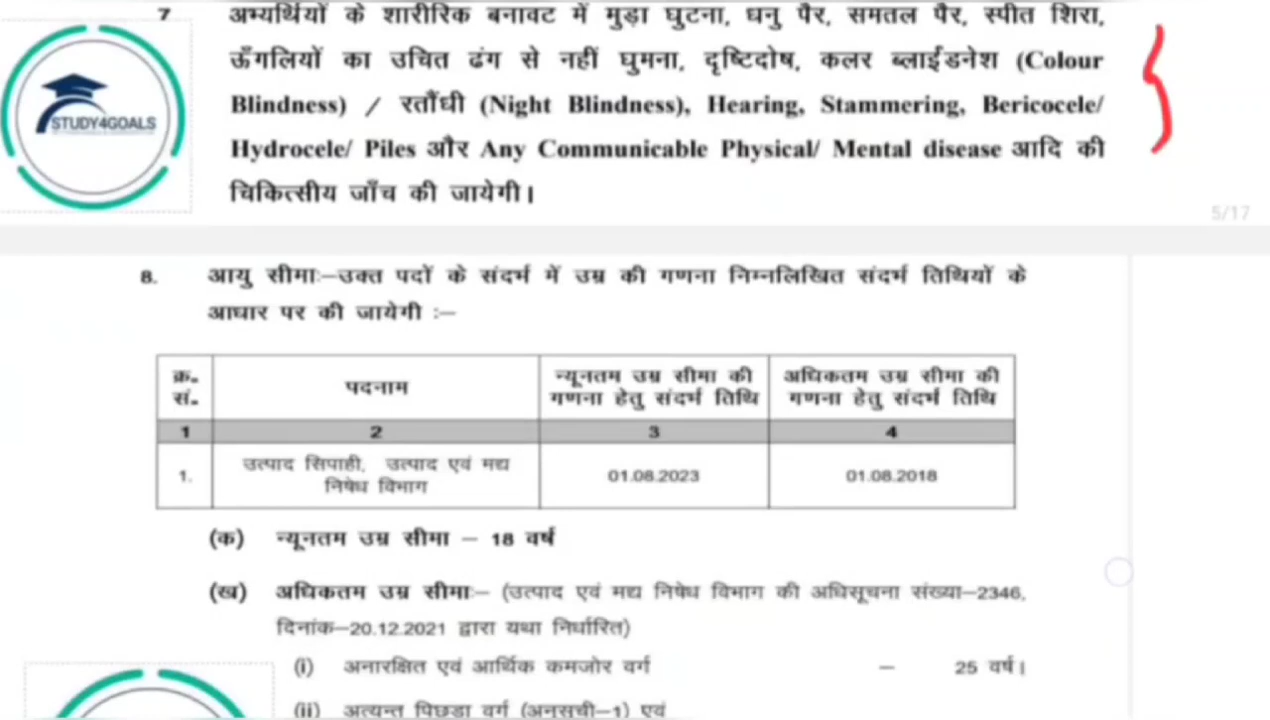 7 अभ्यर्थियों के शारीरिक बनावट में मुड़ा घुटना, धनु पैर, समतल पैर, स्पीत शिरा,
ऊँगलियों का उचित ढंग से नहीं घुमना, दृष्टिदोष, कलर ब्लाईडनेश (Colour
Blindness) / रतौंधी (Night Blindness), Hearing, Stammering, Bericocele/
Hydrocele/ Piles और Any Communicable Physical/ Mental disease आदि की
चिकित्सीय जाँच की जायेगी।
STUDY4GOALS
5/17
8. आयु सीमाः–उक्त पदों के संदर्भ में उम्र की गणना निम्नलिखित संदर्भ तिथियों के
आधार पर की जायेगी :–
क्र. सं. पदनाम न्यूनतम उम्र सीमा की गणना हेतु संदर्भ तिथि अधिकतम उम्र सीमा की गणना हेतु संदर्भ तिथि
1 2 3 4
1. उत्पाद सिपाही, उत्पाद एवं मद्य निषेध विभाग 01.08.2023 01.08.2018
(क) न्यूनतम उम्र सीमा – 18 वर्ष
(ख) अधिकतम उम्र सीमाः– (उत्पाद एवं मद्य निषेध विभाग की अधिसूचना संख्या–2346,
दिनांक–20.12.2021 द्वारा यथा निर्धारित)
(i) अनारक्षित एवं आर्थिक कमजोर वर्ग – 25 वर्ष।
(ii) अत्यन्त पिछड़ा वर्ग (अनुसूची–1) एवं